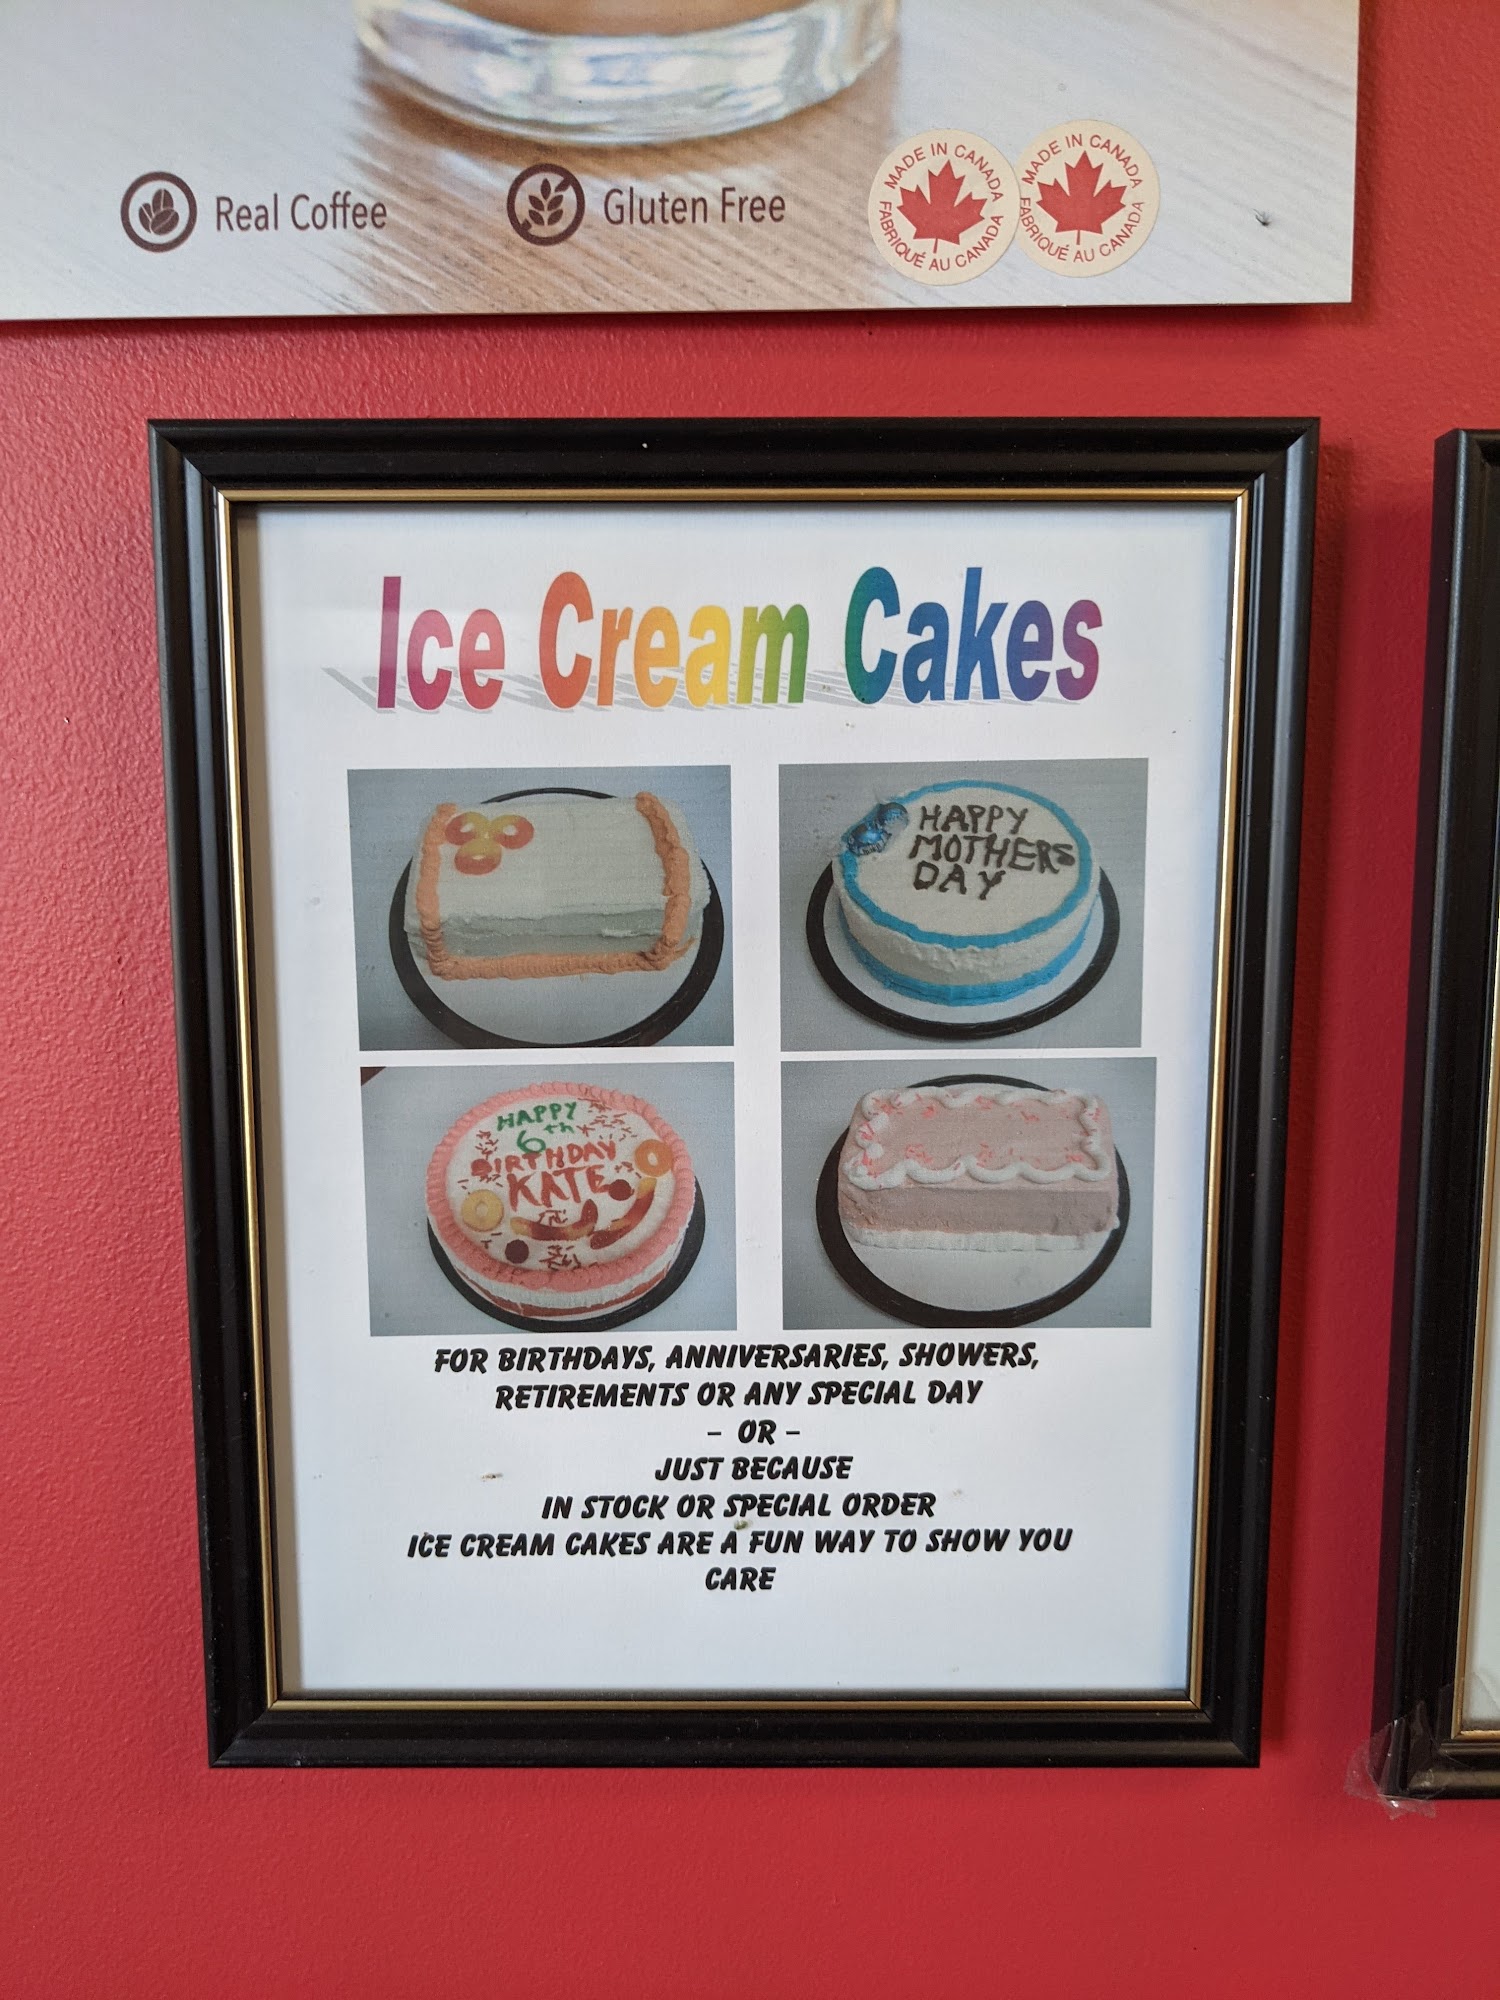 Real Coffee
Gluten Free
MADE IN CANADA
FABRIQUÉ AU CANADA
MADE IN CANADA
FABRIQUÉ AU CANADA
Ice Cream Cakes
HAPPY
MOTHERS
DAY
HAPPY
6th
BIRTHDAY
KATE
FOR BIRTHDAYS, ANNIVERSARIES, SHOWERS,
RETIREMENTS OR ANY SPECIAL DAY
- OR -
JUST BECAUSE
IN STOCK OR SPECIAL ORDER
ICE CREAM CAKES ARE A FUN WAY TO SHOW YOU
CARE